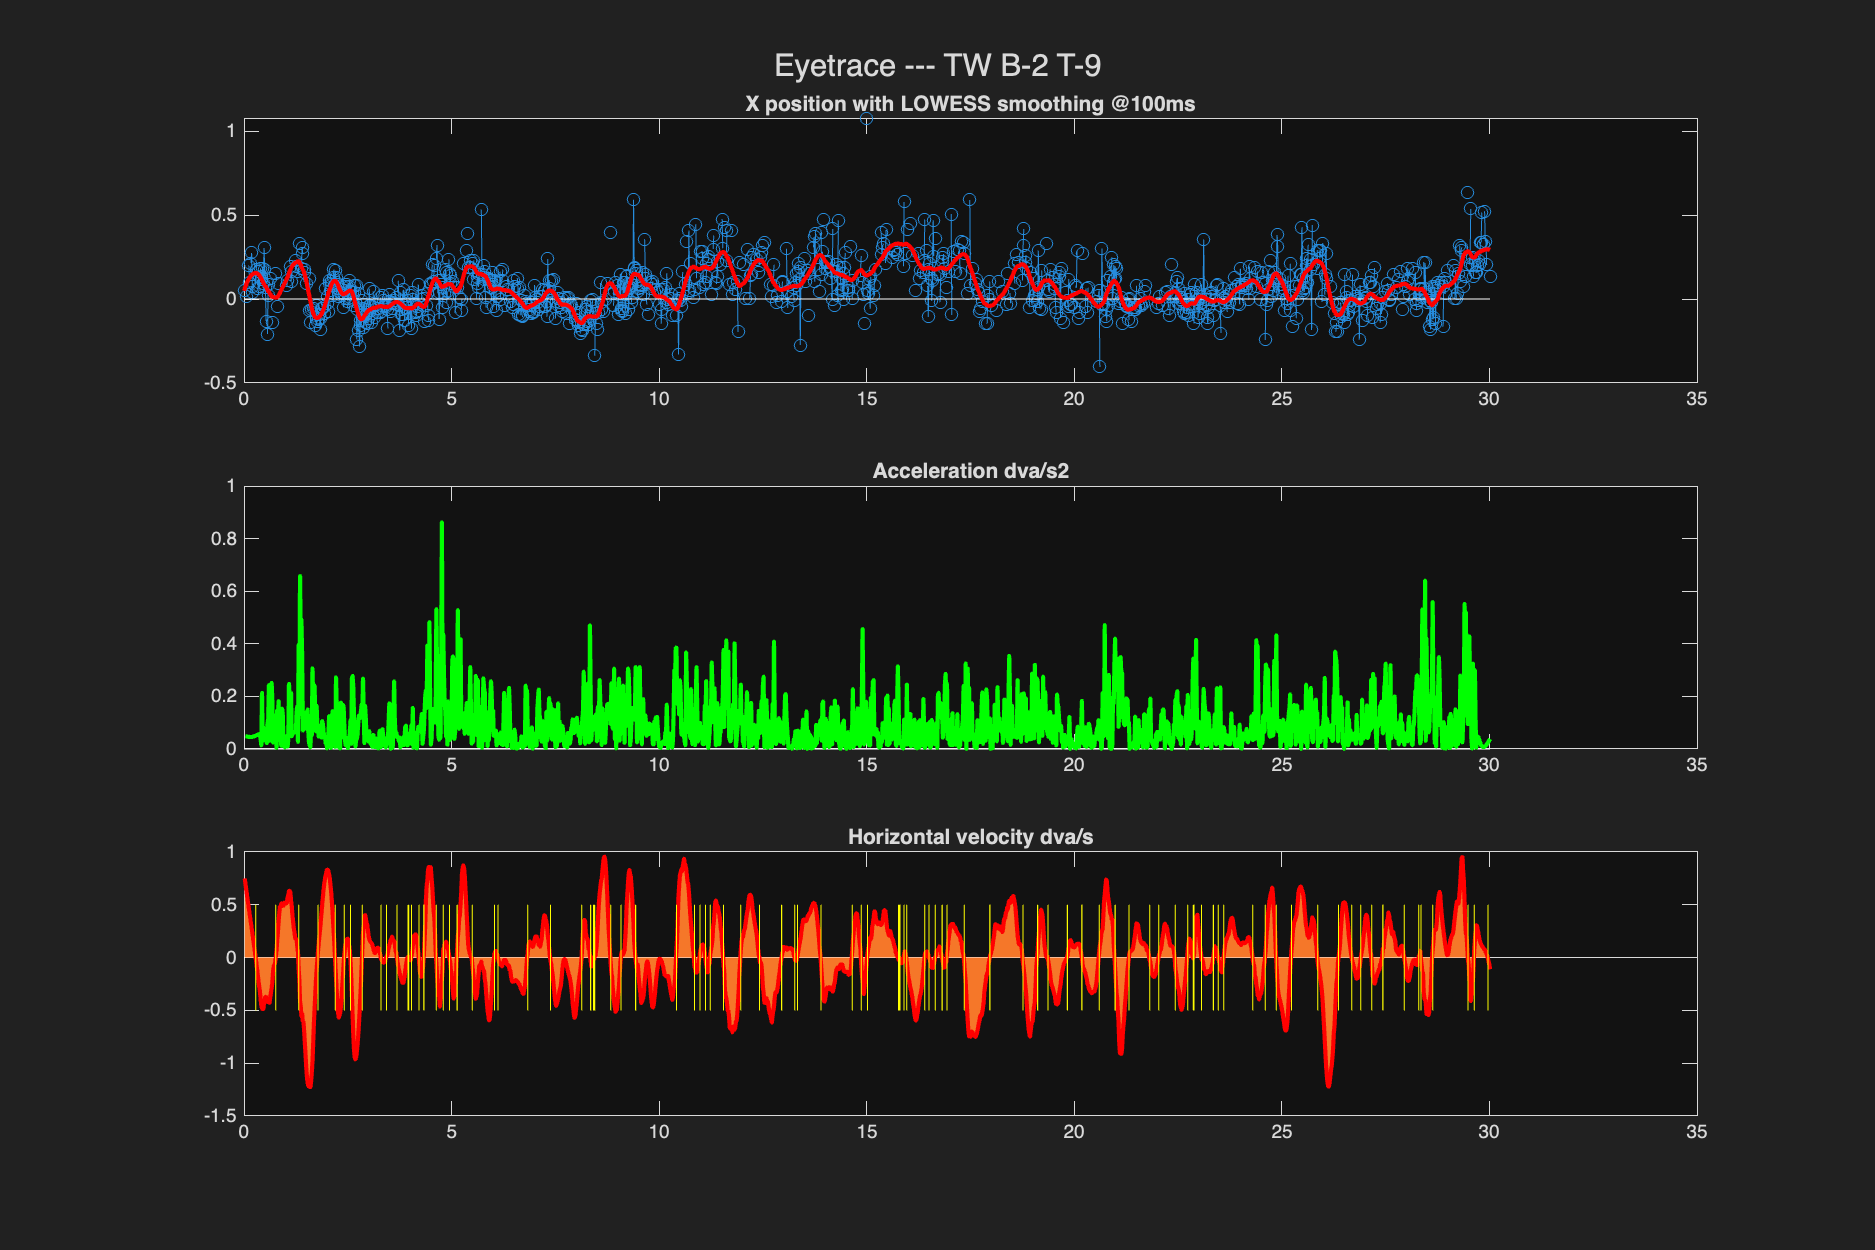 Eyetrace --- TW B-2 T-9
X position with LOWESS smoothing @100ms
1
0.5
0
-0.5
0 5 10 15 20 25 30 35
Acceleration dva/s2
1
0.8
0.6
0.4
0.2
0
0 5 10 15 20 25 30 35
Horizontal velocity dva/s
1
0.5
0
-0.5
-1
-1.5
0 5 10 15 20 25 30 35